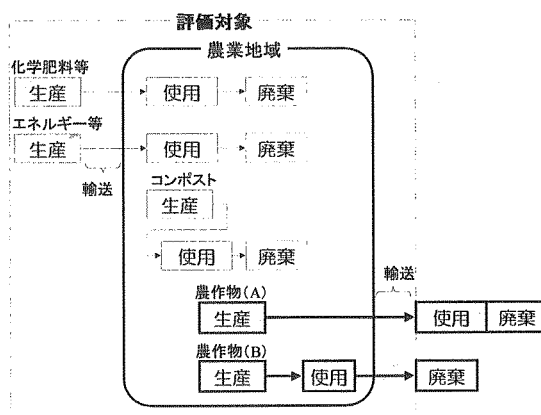 評価対象
農業地域
化学肥料等
生産 使用 廃棄
エネルギー等
生産 使用 廃棄
輸送
コンポスト
生産
使用 廃棄
輸送
農作物(A)
生産 使用 廃棄
農作物(B)
生産 使用 廃棄